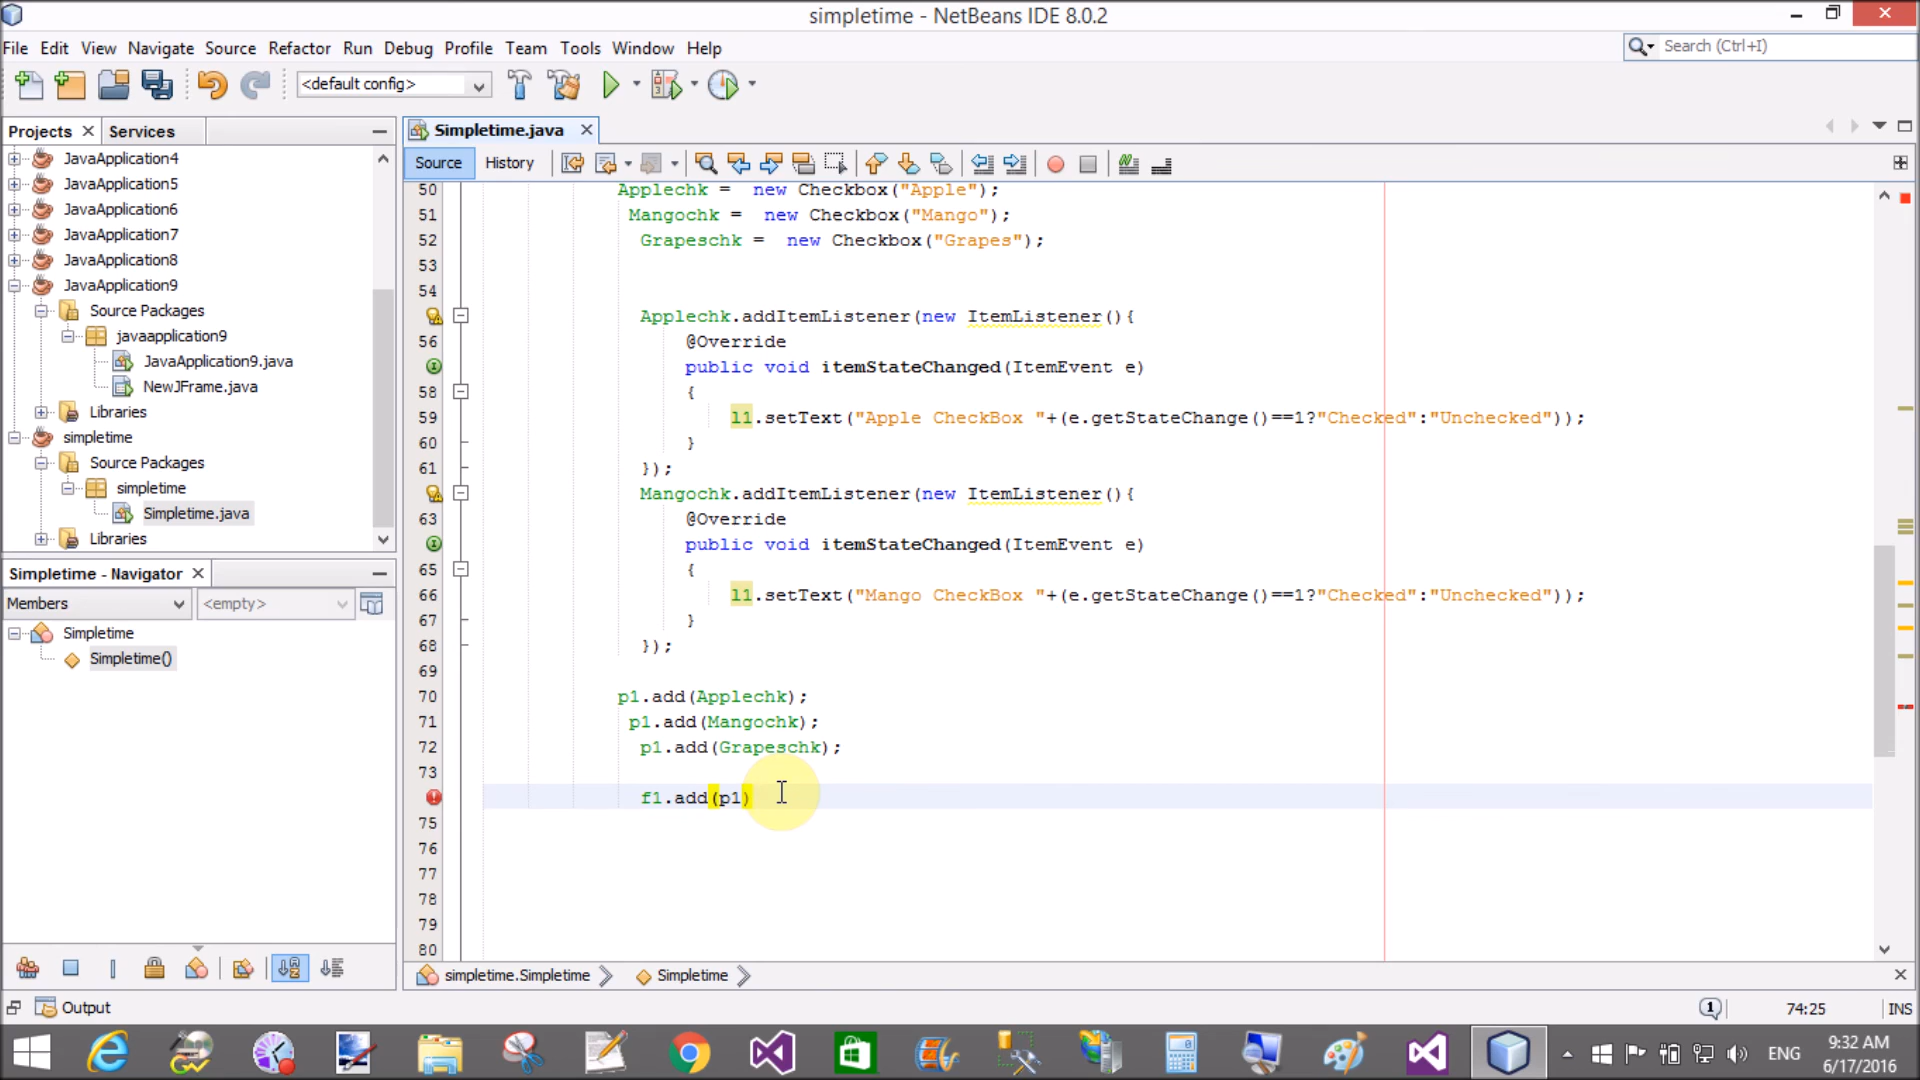 simpletime - NetBeans IDE 8.0.2
File Edit View Navigate Source Refactor Run Debug Profile Team Tools Window Help
Search (Ctrl+I)
<default config>
Projects Services
Simpletime.java
Source History
JavaApplication4
JavaApplication5
JavaApplication6
JavaApplication7
JavaApplication8
JavaApplication9
Source Packages
javaapplication9
JavaApplication9.java
NewJFrame.java
Libraries
simpletime
Source Packages
simpletime
Simpletime.java
Libraries
Simpletime - Navigator
Members <empty>
Simpletime
Simpletime()
50 Applechk = new Checkbox("Apple");
51 Mangochk = new Checkbox("Mango");
52 Grapeschk = new Checkbox("Grapes");
53
54
Applechk.addItemListener(new ItemListener(){
56 @Override
public void itemStateChanged(ItemEvent e)
58 {
59 l1.setText("Apple CheckBox "+(e.getStateChange()==1?"Checked":"Unchecked"));
60 }
61 });
Mangochk.addItemListener(new ItemListener(){
63 @Override
public void itemStateChanged(ItemEvent e)
65 {
66 l1.setText("Mango CheckBox "+(e.getStateChange()==1?"Checked":"Unchecked"));
67 }
68 });
69
70 p1.add(Applechk);
71 p1.add(Mangochk);
72 p1.add(Grapeschk);
73
f1.add(p1)
75
76
77
78
79
80
simpletime.Simpletime Simpletime
Output
1 74:25 INS
ENG
9:32 AM
6/17/2016